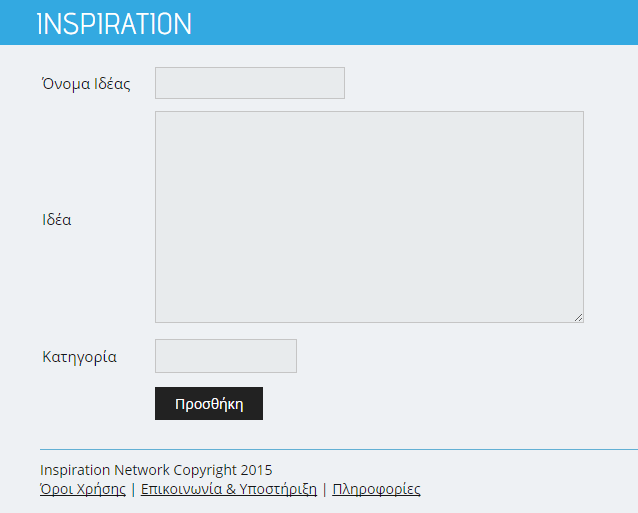 INSPIRATION
Όνομα Ιδέας
Ιδέα
Κατηγορία
Προσθήκη
Inspiration Network Copyright 2015
Όροι Χρήσης | Επικοινωνία & Υποστήριξη | Πληροφορίες